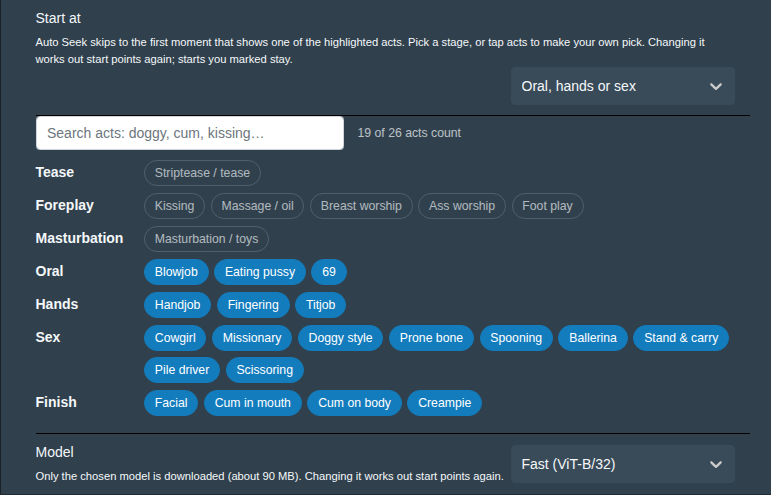 Start at
Auto Seek skips to the first moment that shows one of the highlighted acts. Pick a stage, or tap acts to make your own pick. Changing it
works out start points again; starts you marked stay.
Oral, hands or sex
Search acts: doggy, cum, kissing…
19 of 26 acts count
Tease Striptease / tease
Foreplay Kissing Massage / oil Breast worship Ass worship Foot play
Masturbation Masturbation / toys
Oral Blowjob Eating pussy 69
Hands Handjob Fingering Titjob
Sex Cowgirl Missionary Doggy style Prone bone Spooning Ballerina Stand & carry
Pile driver Scissoring
Finish Facial Cum in mouth Cum on body Creampie
Model
Only the chosen model is downloaded (about 90 MB). Changing it works out start points again.
Fast (ViT-B/32)